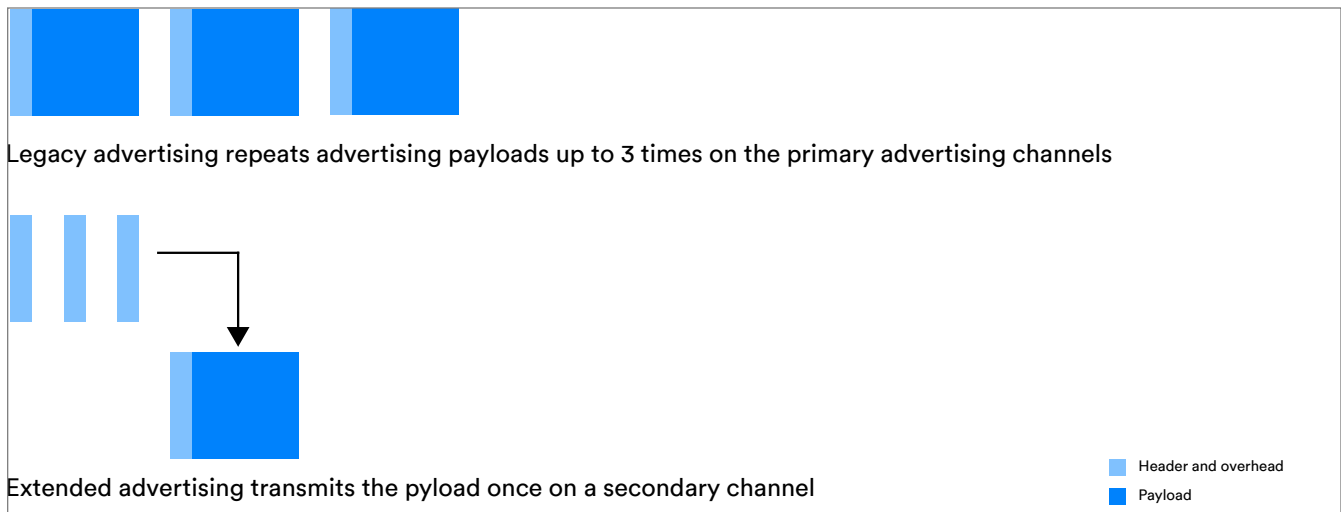 Legacy advertising repeats advertising payloads up to 3 times on the primary advertising channels
Extended advertising transmits the pyload once on a secondary channel
Header and overhead
Payload